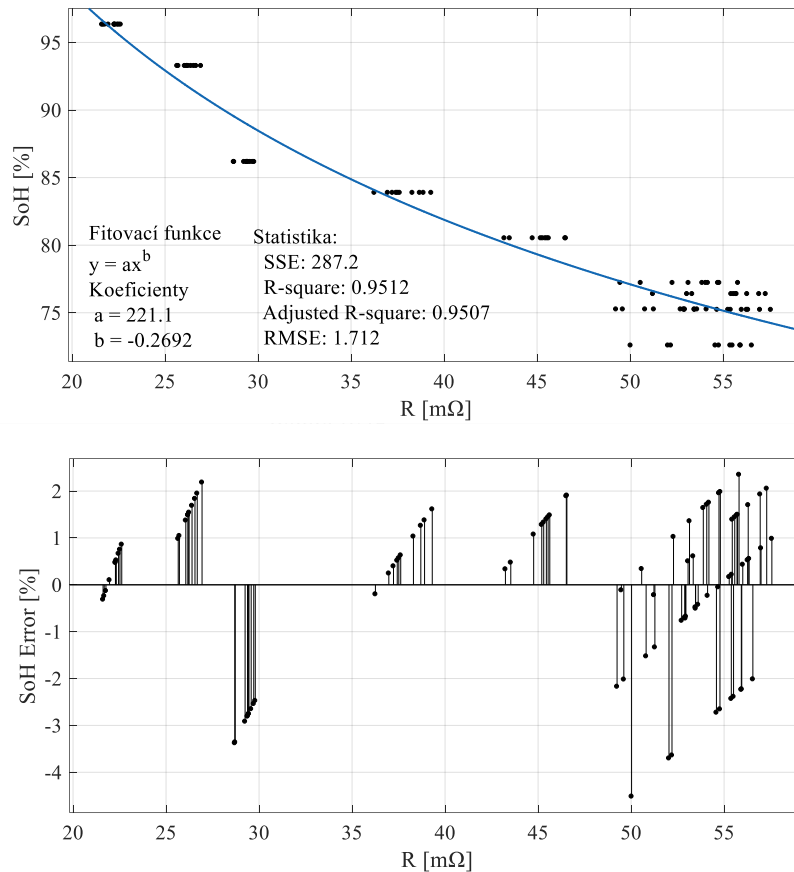 95
90
85
80
75
SoH [%]
Fitovací funkce
y = ax^b
Koeficienty
a = 221.1
b = -0.2692
Statistika:
SSE: 287.2
R-square: 0.9512
Adjusted R-square: 0.9507
RMSE: 1.712
20 25 30 35 40 45 50 55
R [mΩ]
2
1
0
-1
-2
-3
-4
SoH Error [%]
20 25 30 35 40 45 50 55
R [mΩ]